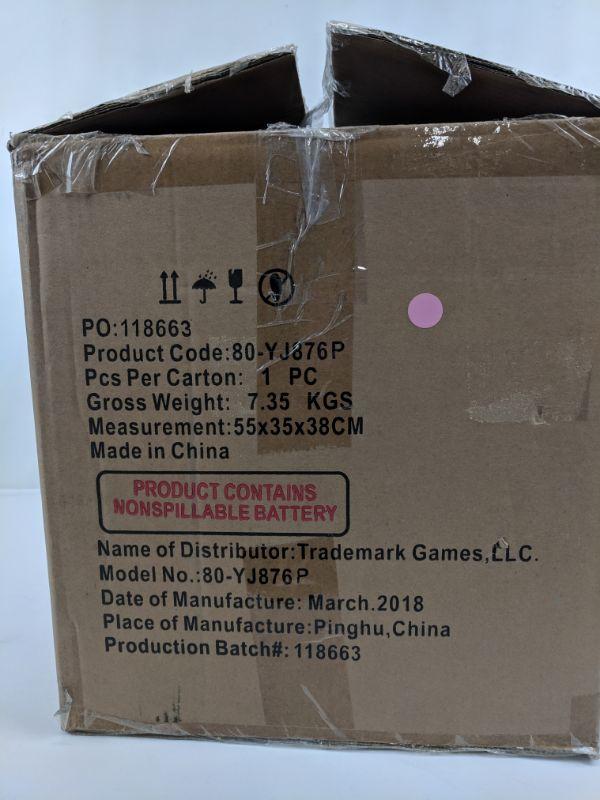 PO:118663
Product Code:80-YJ876P
Pcs Per Carton: 1 PC
Gross Weight: 7.35 KGS
Measurement:55x35x38CM
Made in China
PRODUCT CONTAINS
NONSPILLABLE BATTERY
Name of Distributor:Trademark Games,LLC.
Model No.:80-YJ876P
Date of Manufacture: March.2018
Place of Manufacture:Pinghu,China
Production Batch#: 118663